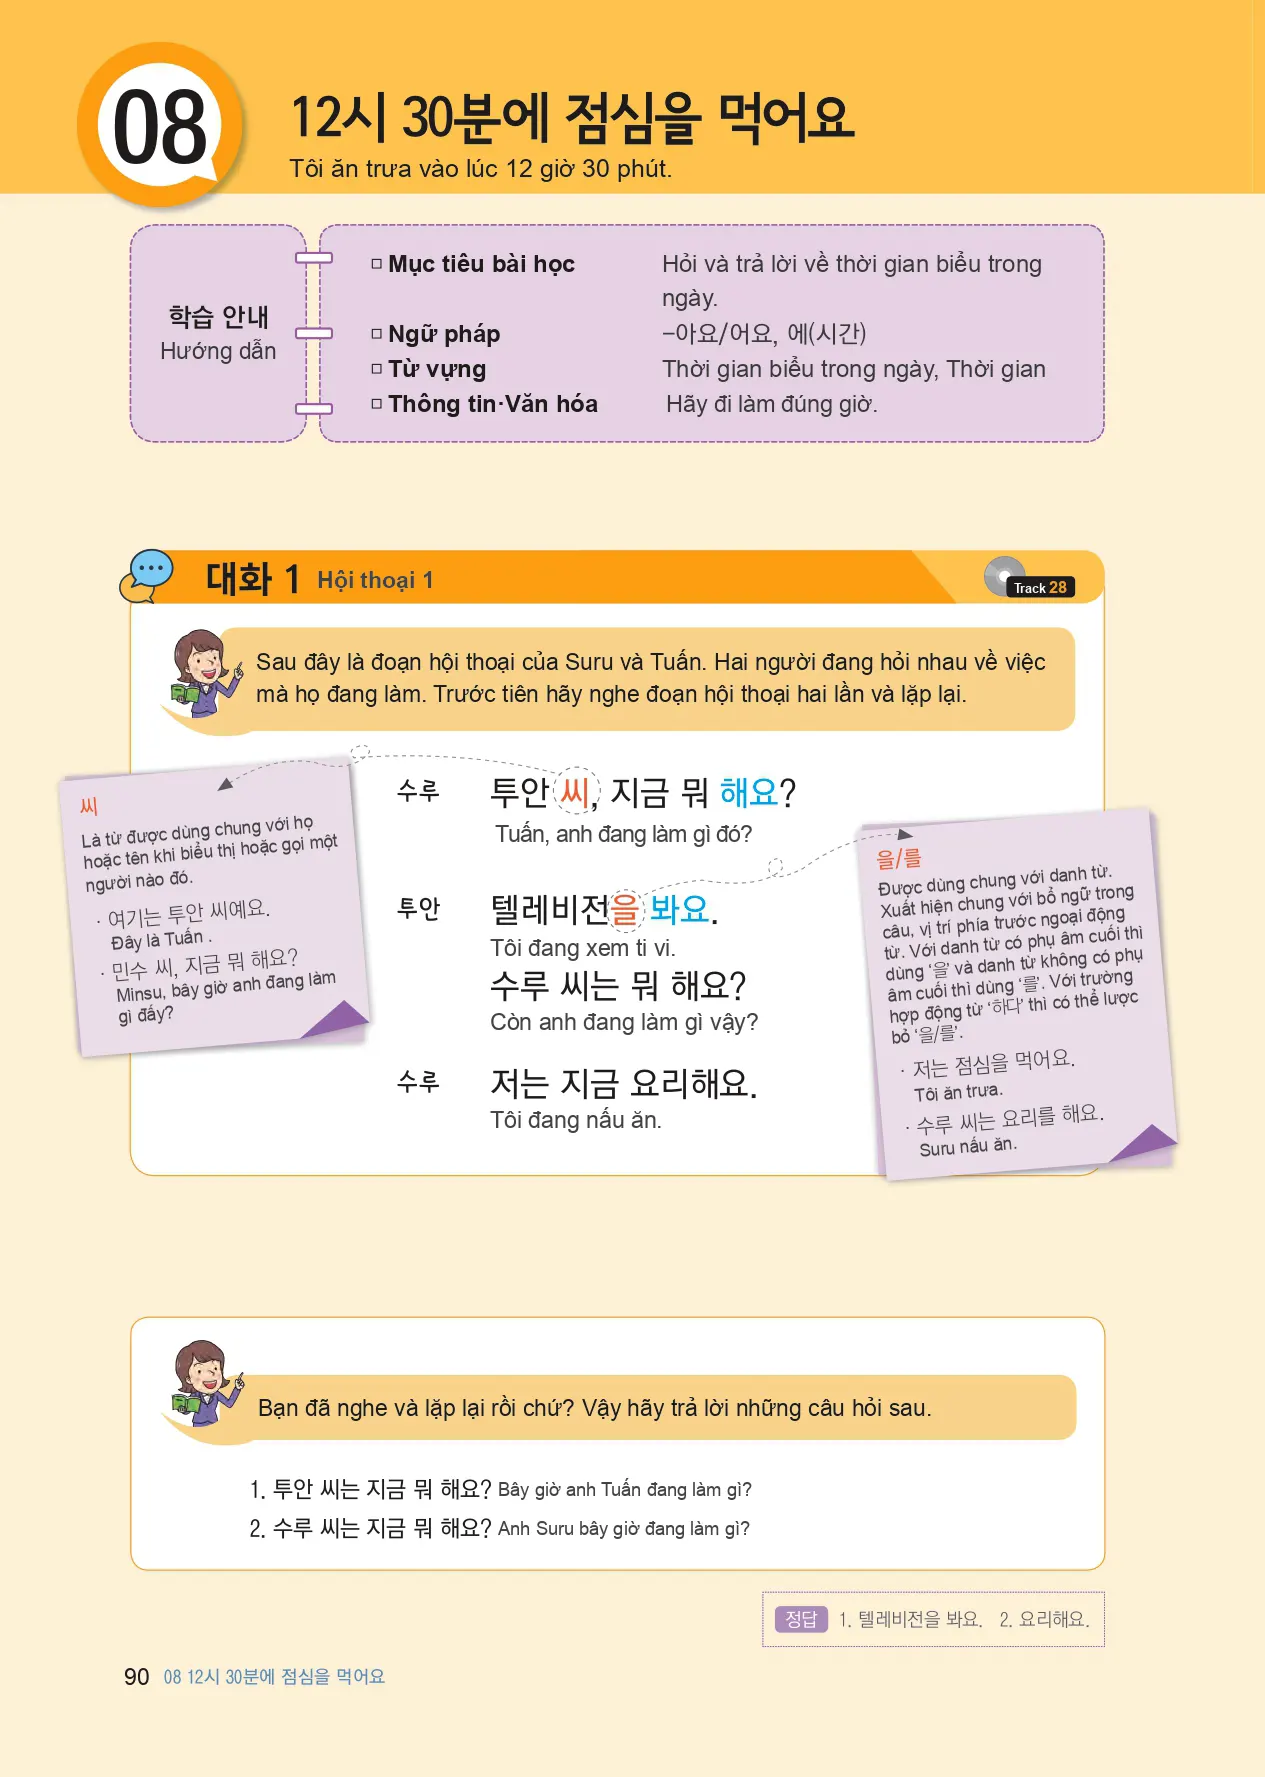 08
12시 30분에 점심을 먹어요
Tôi ăn trưa vào lúc 12 giờ 30 phút.
학습 안내
Hướng dẫn
□ Mục tiêu bài học Hỏi và trả lời về thời gian biểu trong
ngày.
□ Ngữ pháp –아요/어요, 에(시간)
□ Từ vựng Thời gian biểu trong ngày, Thời gian
□ Thông tin·Văn hóa Hãy đi làm đúng giờ.
대화 1 Hội thoại 1
Track 28
Sau đây là đoạn hội thoại của Suru và Tuấn. Hai người đang hỏi nhau về việc
mà họ đang làm. Trước tiên hãy nghe đoạn hội thoại hai lần và lặp lại.
씨
Là từ được dùng chung với họ
hoặc tên khi biểu thị hoặc gọi một
người nào đó.
· 여기는 투안 씨예요.
Đây là Tuấn .
· 민수 씨, 지금 뭐 해요?
Minsu, bây giờ anh đang làm
gì đấy?
수루 투안 씨, 지금 뭐 해요?
Tuấn, anh đang làm gì đó?
투안 텔레비전을 봐요.
Tôi đang xem ti vi.
수루 씨는 뭐 해요?
Còn anh đang làm gì vậy?
수루 저는 지금 요리해요.
Tôi đang nấu ăn.
을/를
Được dùng chung với danh từ.
Xuất hiện chung với bổ ngữ trong
câu, vị trí phía trước ngoại động
từ. Với danh từ có phụ âm cuối thì
dùng ‘을’ và danh từ không có phụ
âm cuối thì dùng ‘를’. Với trường
hợp động từ ‘하다’ thì có thể lược
bỏ ‘을/를’.
· 저는 점심을 먹어요.
Tôi ăn trưa.
· 수루 씨는 요리를 해요.
Suru nấu ăn.
Bạn đã nghe và lặp lại rồi chứ? Vậy hãy trả lời những câu hỏi sau.
1. 투안 씨는 지금 뭐 해요? Bây giờ anh Tuấn đang làm gì?
2. 수루 씨는 지금 뭐 해요? Anh Suru bây giờ đang làm gì?
정답 1. 텔레비전을 봐요. 2. 요리해요.
90 08 12시 30분에 점심을 먹어요